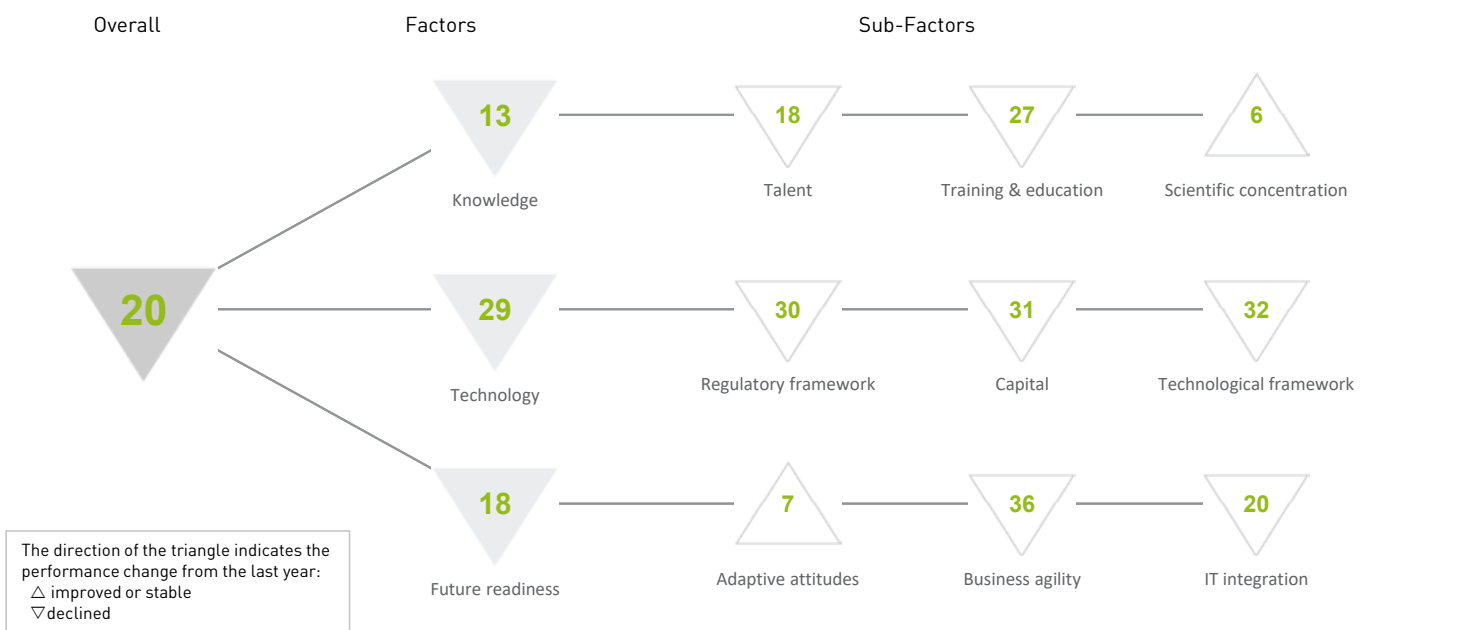 Overall
Factors
Sub-Factors
13
18
27
6
Knowledge
Talent
Training & education
Scientific concentration
20
29
30
31
32
Technology
Regulatory framework
Capital
Technological framework
18
7
36
20
Future readiness
Adaptive attitudes
Business agility
IT integration
The direction of the triangle indicates the
performance change from the last year:
△ improved or stable
▽ declined